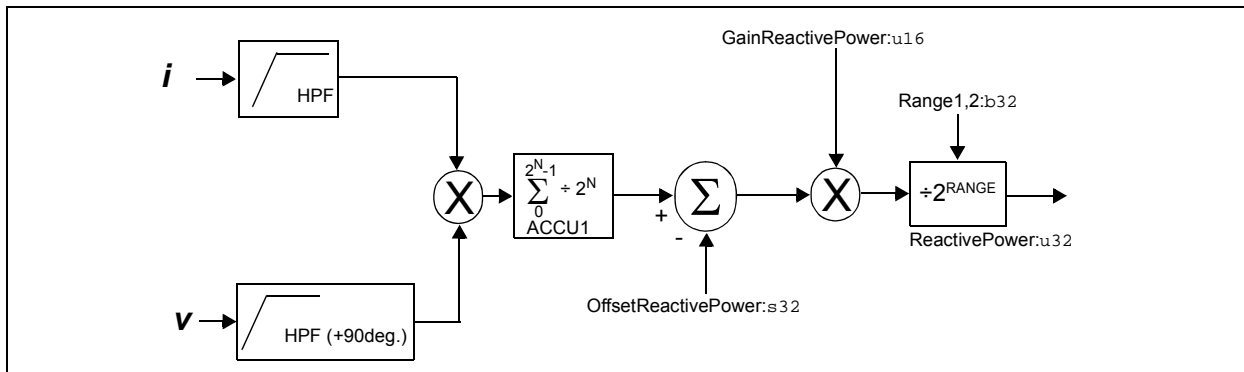 GainReactivePower:u16
i
HPF
Range1,2:b32
X
2^N-1
∑ ÷ 2^N
0
ACCU1
+
-
Σ
X
÷2^RANGE
ReactivePower:u32
OffsetReactivePower:s32
v
HPF (+90deg.)